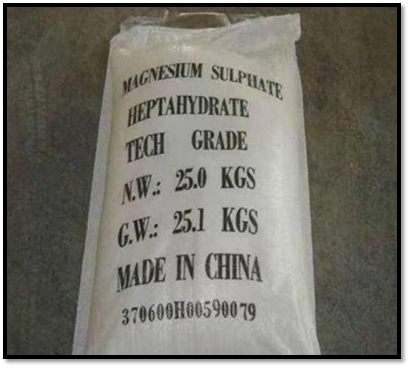 MAGNESIUM SULPHATE
HEPTAHYDRATE
TECH GRADE
N.W.: 25.0 KGS
G.W.: 25.1 KGS
MADE IN CHINA
370600H00590079